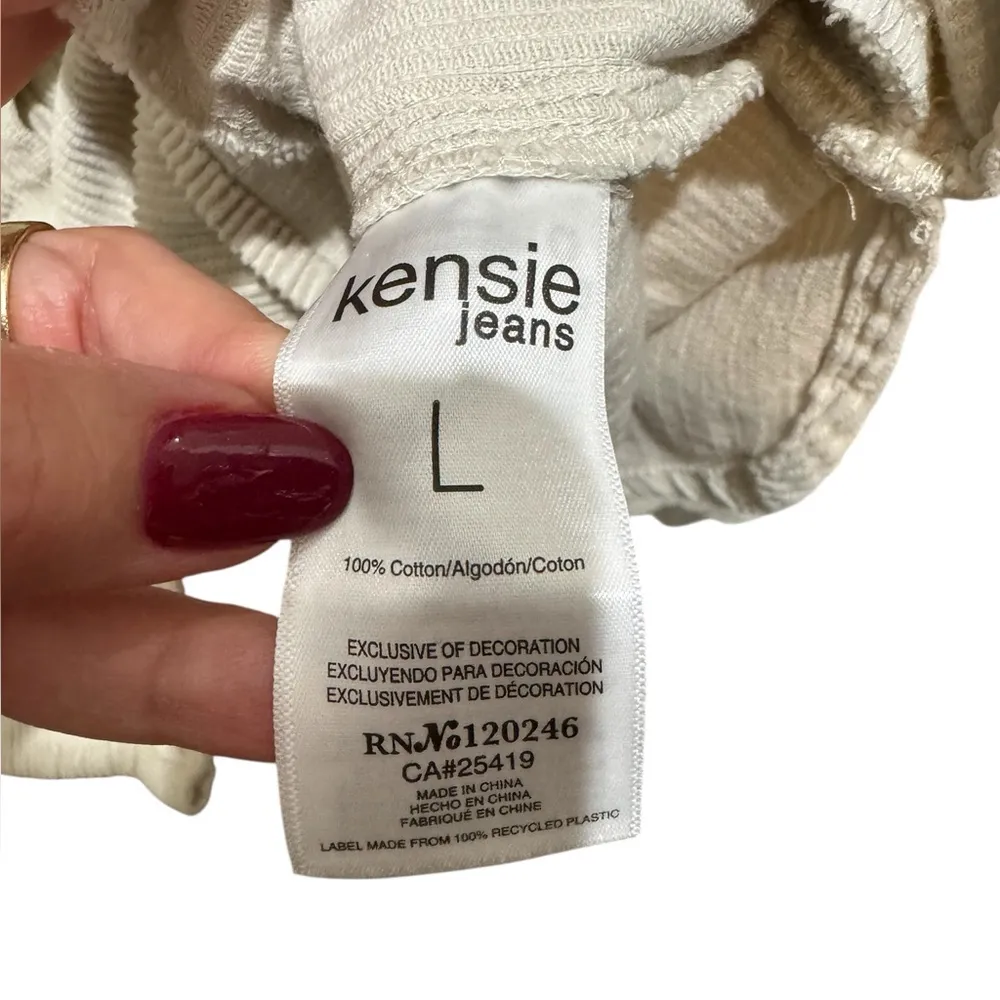 kensie
jeans
L
100% Cotton/Algodón/Coton
EXCLUSIVE OF DECORATION
EXCLUYENDO PARA DECORACIÓN
EXCLUSIVEMENT DE DÉCORATION
RN№120246
CA#25419
MADE IN CHINA
HECHO EN CHINA
FABRIQUÉ EN CHINE
LABEL MADE FROM 100% RECYCLED PLASTIC